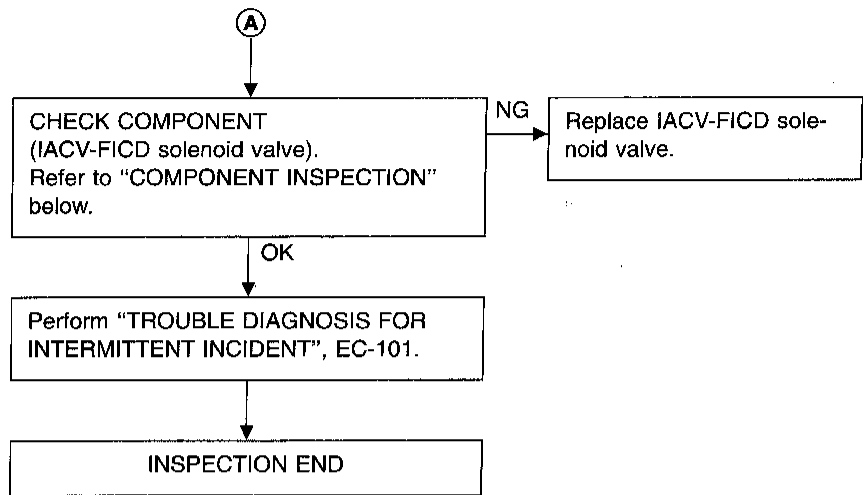 A
CHECK COMPONENT
(IACV-FICD solenoid valve).
Refer to “COMPONENT INSPECTION”
below.
NG
Replace IACV-FICD sole-
noid valve.
OK
Perform “TROUBLE DIAGNOSIS FOR
INTERMITTENT INCIDENT”, EC-101.
INSPECTION END